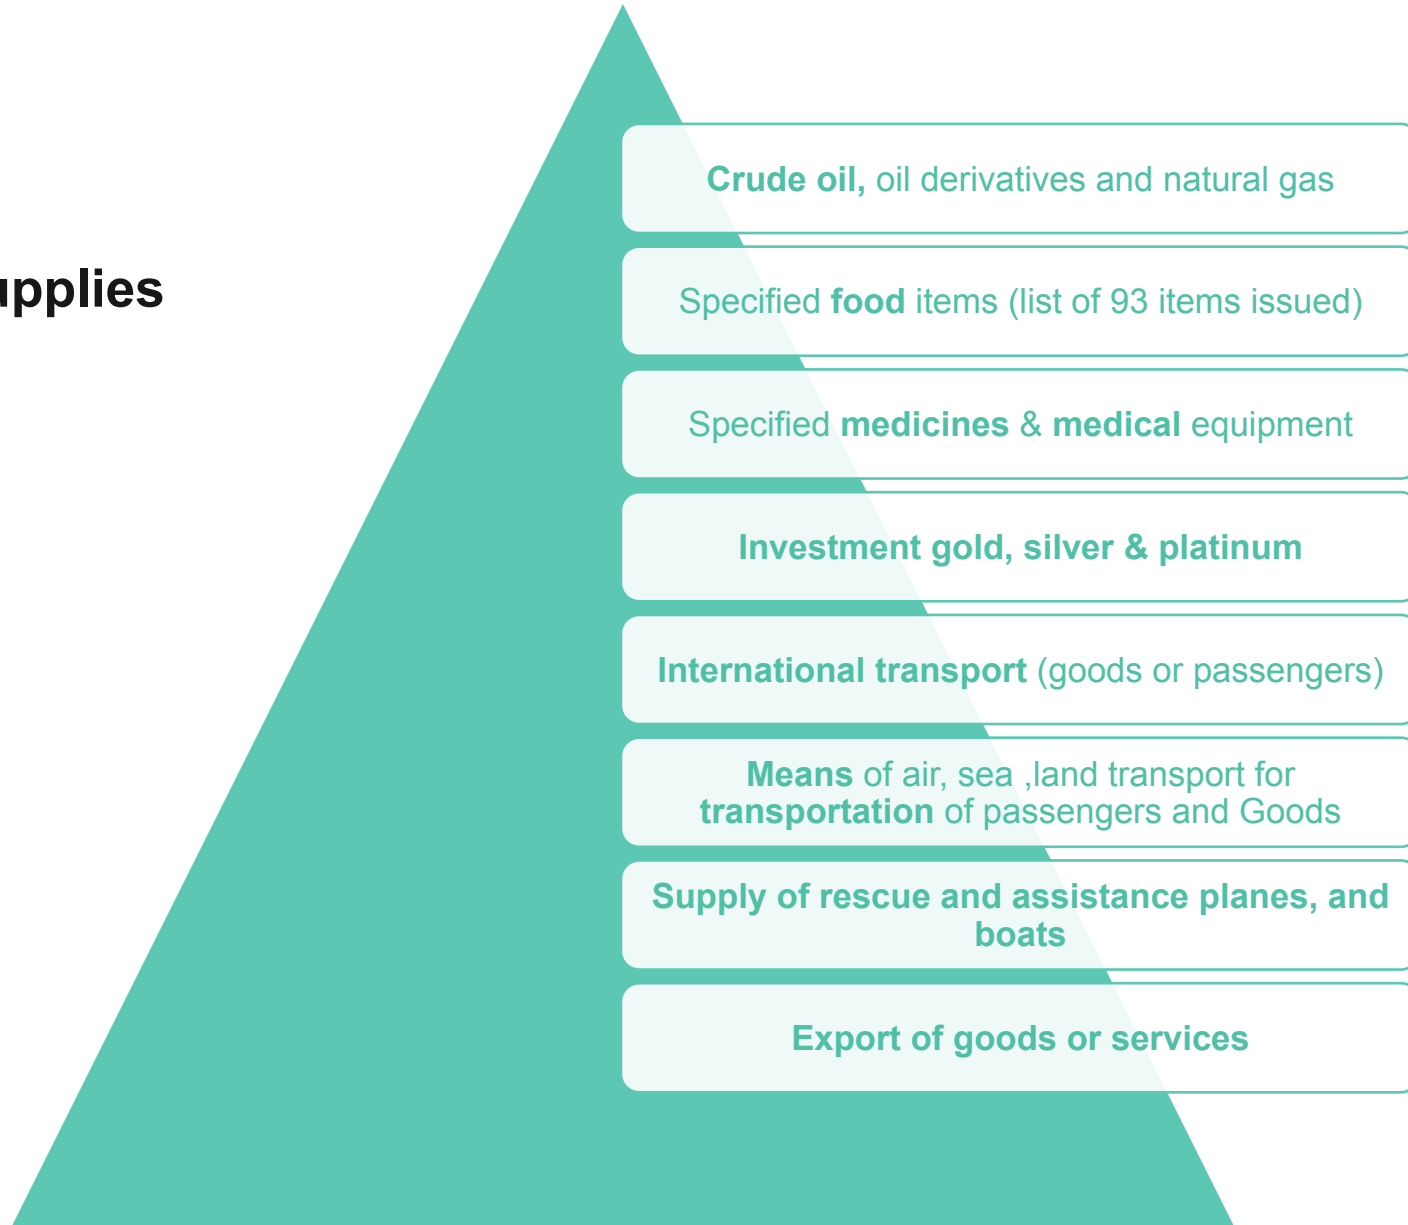 upplies
Crude oil, oil derivatives and natural gas
Specified food items (list of 93 items issued)
Specified medicines & medical equipment
Investment gold, silver & platinum
International transport (goods or passengers)
Means of air, sea ,land transport for
transportation of passengers and Goods
Supply of rescue and assistance planes, and
boats
Export of goods or services